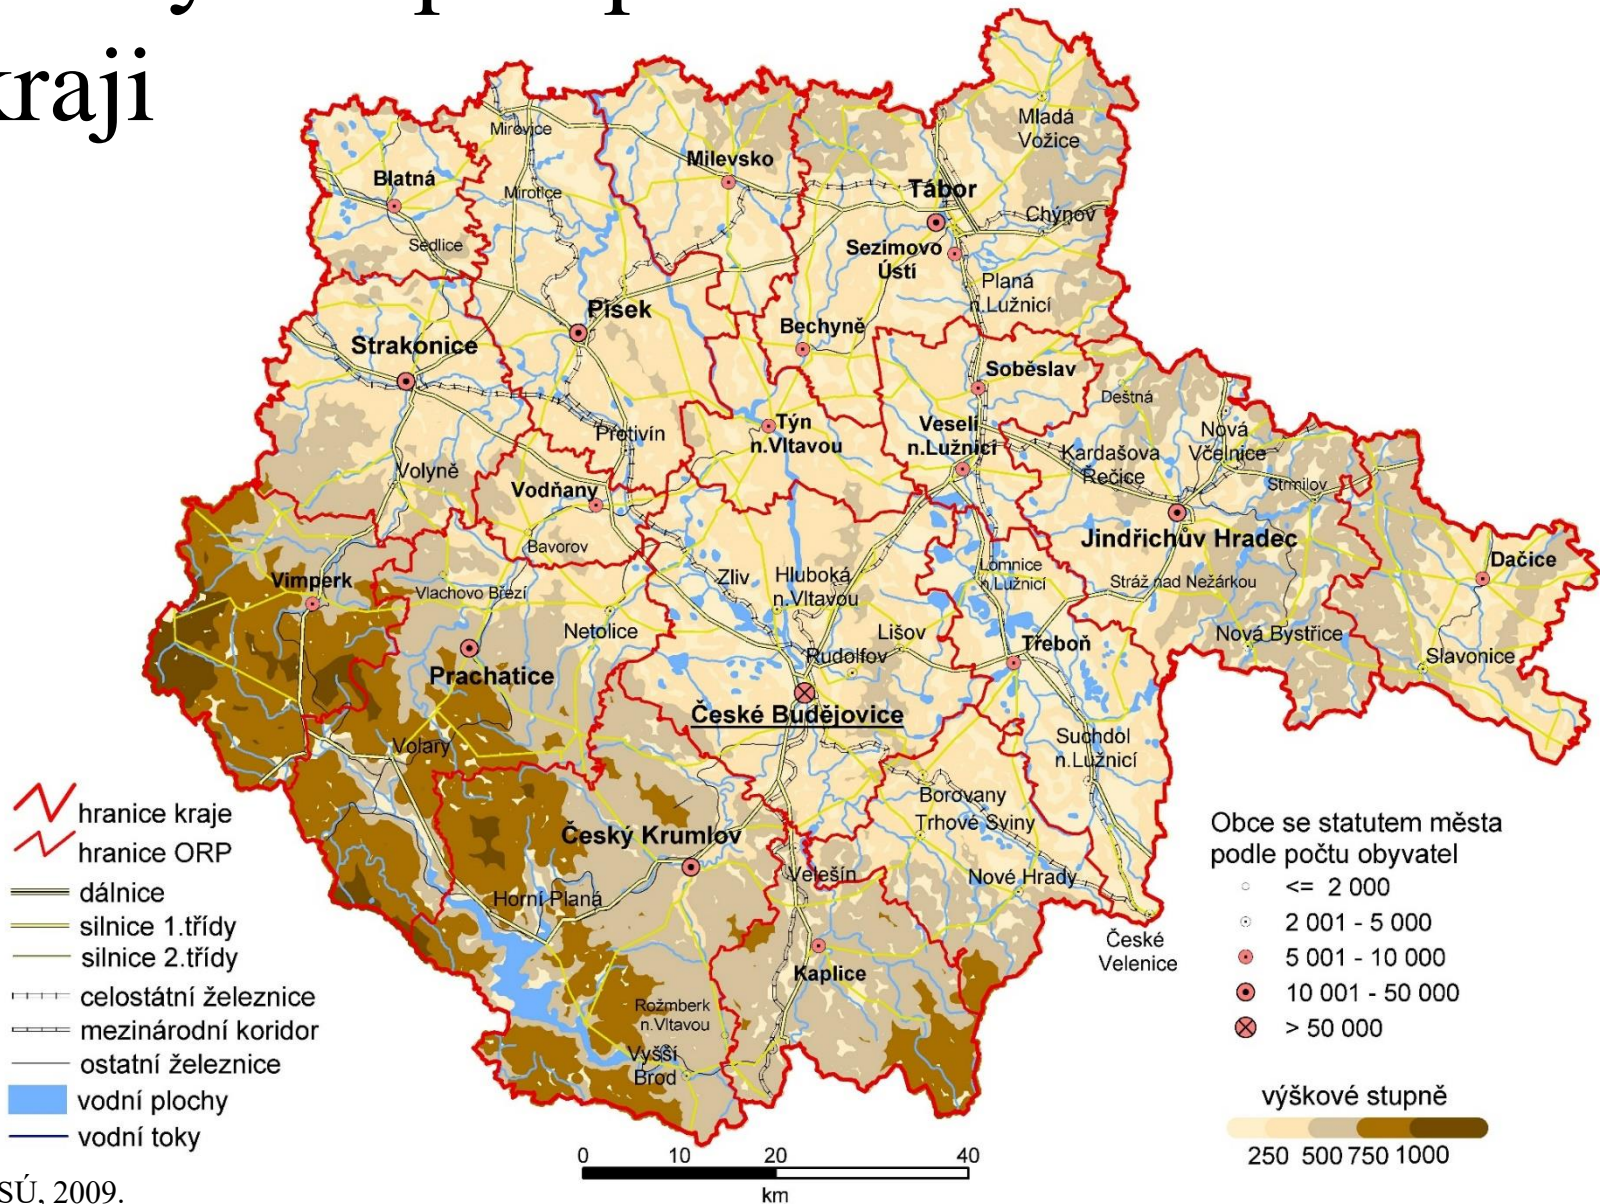 kraji
Mirovice
Mladá
Vožice
Milevsko
Blatná
Mirotice
Tábor
Chýnov
Sedlice
Sezimovo
Ústí
Planá
n.Lužnicí
Písek
Bechyně
Strakonice
Soběslav
Deštná
Týn
n.Vltavou
Veselí
n.Lužnicí
Nová
Včelnice
Protivín
Kardašova
Řečice
Volyně
Strmilov
Vodňany
Jindřichův Hradec
Bavorov
Dačice
Vimperk
Zliv
Hluboká
n.Vltavou
Lomnice
n.Lužnicí
Stráž nad Nežárkou
Vlachovo Březí
Netolice
Lišov
Nová Bystřice
Třeboň
Rudolfov
Slavonice
Prachatice
České Budějovice
Volary
Suchdol
n.Lužnicí
Borovany
Trhové Sviny
Český Krumlov
Velešín
Nové Hrady
Horní Planá
České
Velenice
Kaplice
Rožmberk
n.Vltavou
Vyšší
Brod
hranice kraje
hranice ORP
dálnice
silnice 1.třídy
silnice 2.třídy
celostátní železnice
mezinárodní koridor
ostatní železnice
vodní plochy
vodní toky
Obce se statutem města
podle počtu obyvatel
<= 2 000
2 001 - 5 000
5 001 - 10 000
10 001 - 50 000
> 50 000
výškové stupně
250 500 750 1000
0 10 20 40
km
SÚ, 2009.